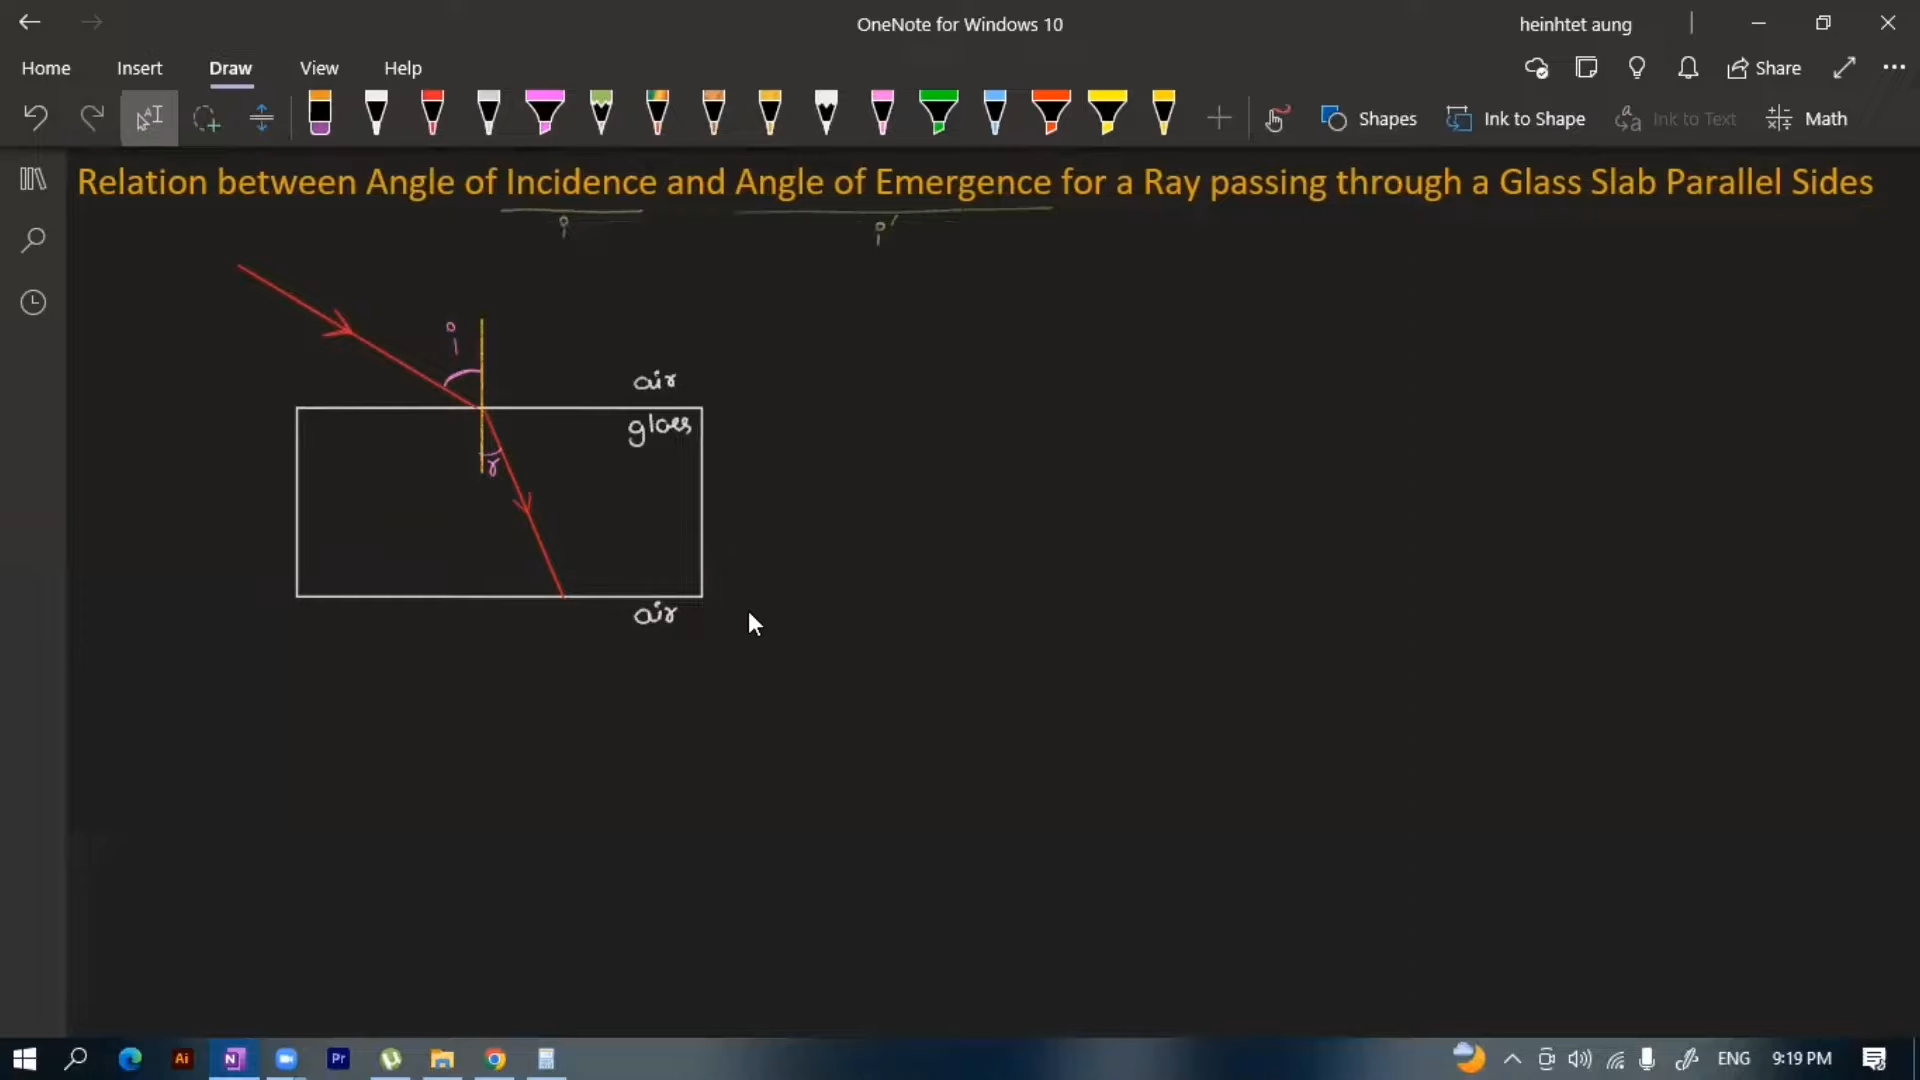 OneNote for Windows 10
heinhtet aung
Home Insert Draw View Help
Share
Shapes Ink to Shape Ink to Text Math
Relation between Angle of Incidence and Angle of Emergence for a Ray passing through a Glass Slab Parallel Sides
i i′
i
air
glass
r
air
Ai N Pr
ENG 9:19 PM